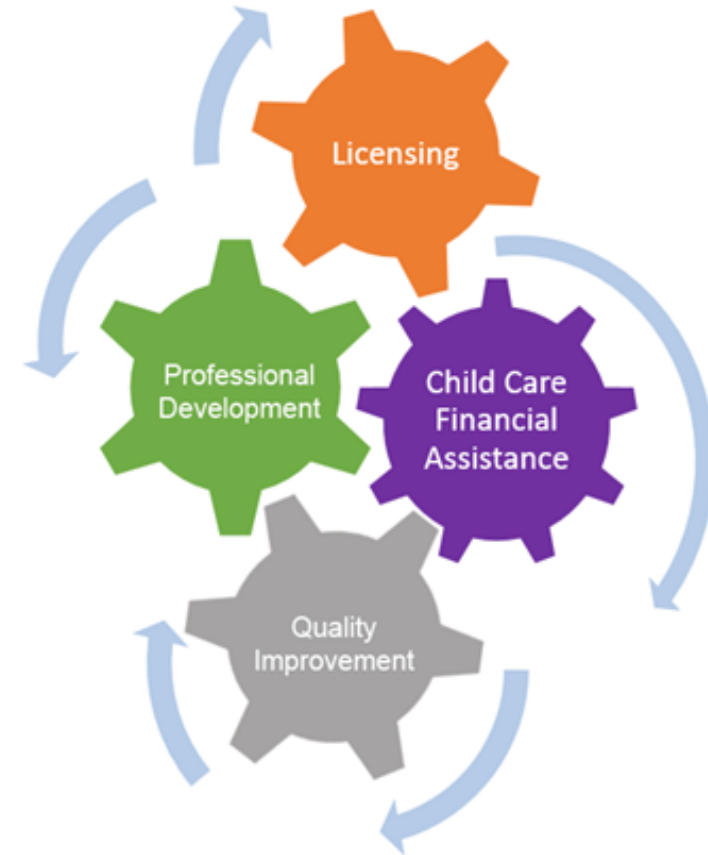 Licensing
Professional
Development
Child Care
Financial
Assistance
Quality
Improvement